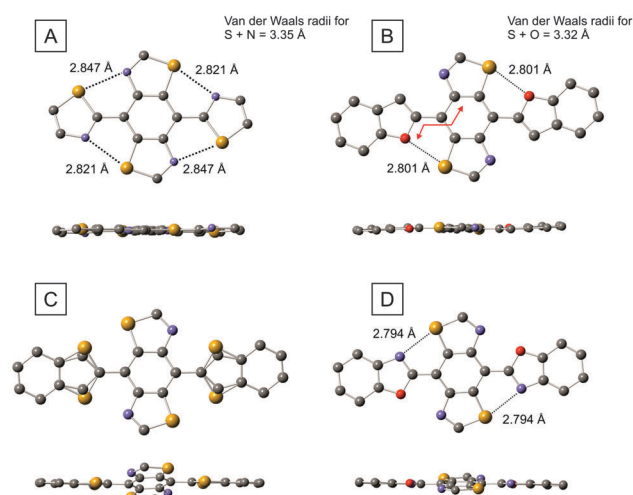 A
Van der Waals radii for
S + N = 3.35 Å
2.847 Å
2.821 Å
2.821 Å
2.847 Å
B
Van der Waals radii for
S + O = 3.32 Å
2.801 Å
2.801 Å
C
D
2.794 Å
2.794 Å